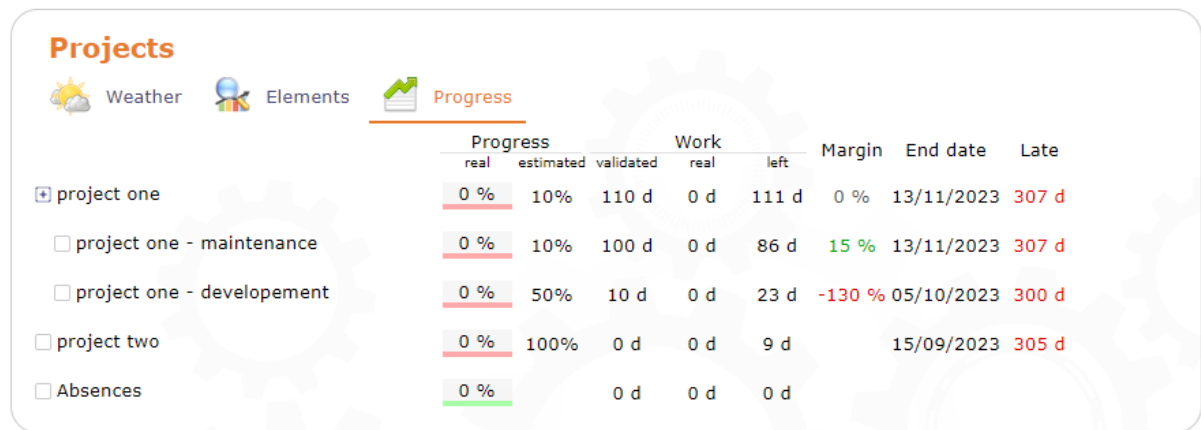 Projects
Weather Elements Progress
Progress Work Margin End date Late
real estimated validated real left
project one 0 % 10% 110 d 0 d 111 d 0 % 13/11/2023 307 d
project one - maintenance 0 % 10% 100 d 0 d 86 d 15 % 13/11/2023 307 d
project one - developement 0 % 50% 10 d 0 d 23 d -130 % 05/10/2023 300 d
project two 0 % 100% 0 d 0 d 9 d 15/09/2023 305 d
Absences 0 % 0 d 0 d 0 d